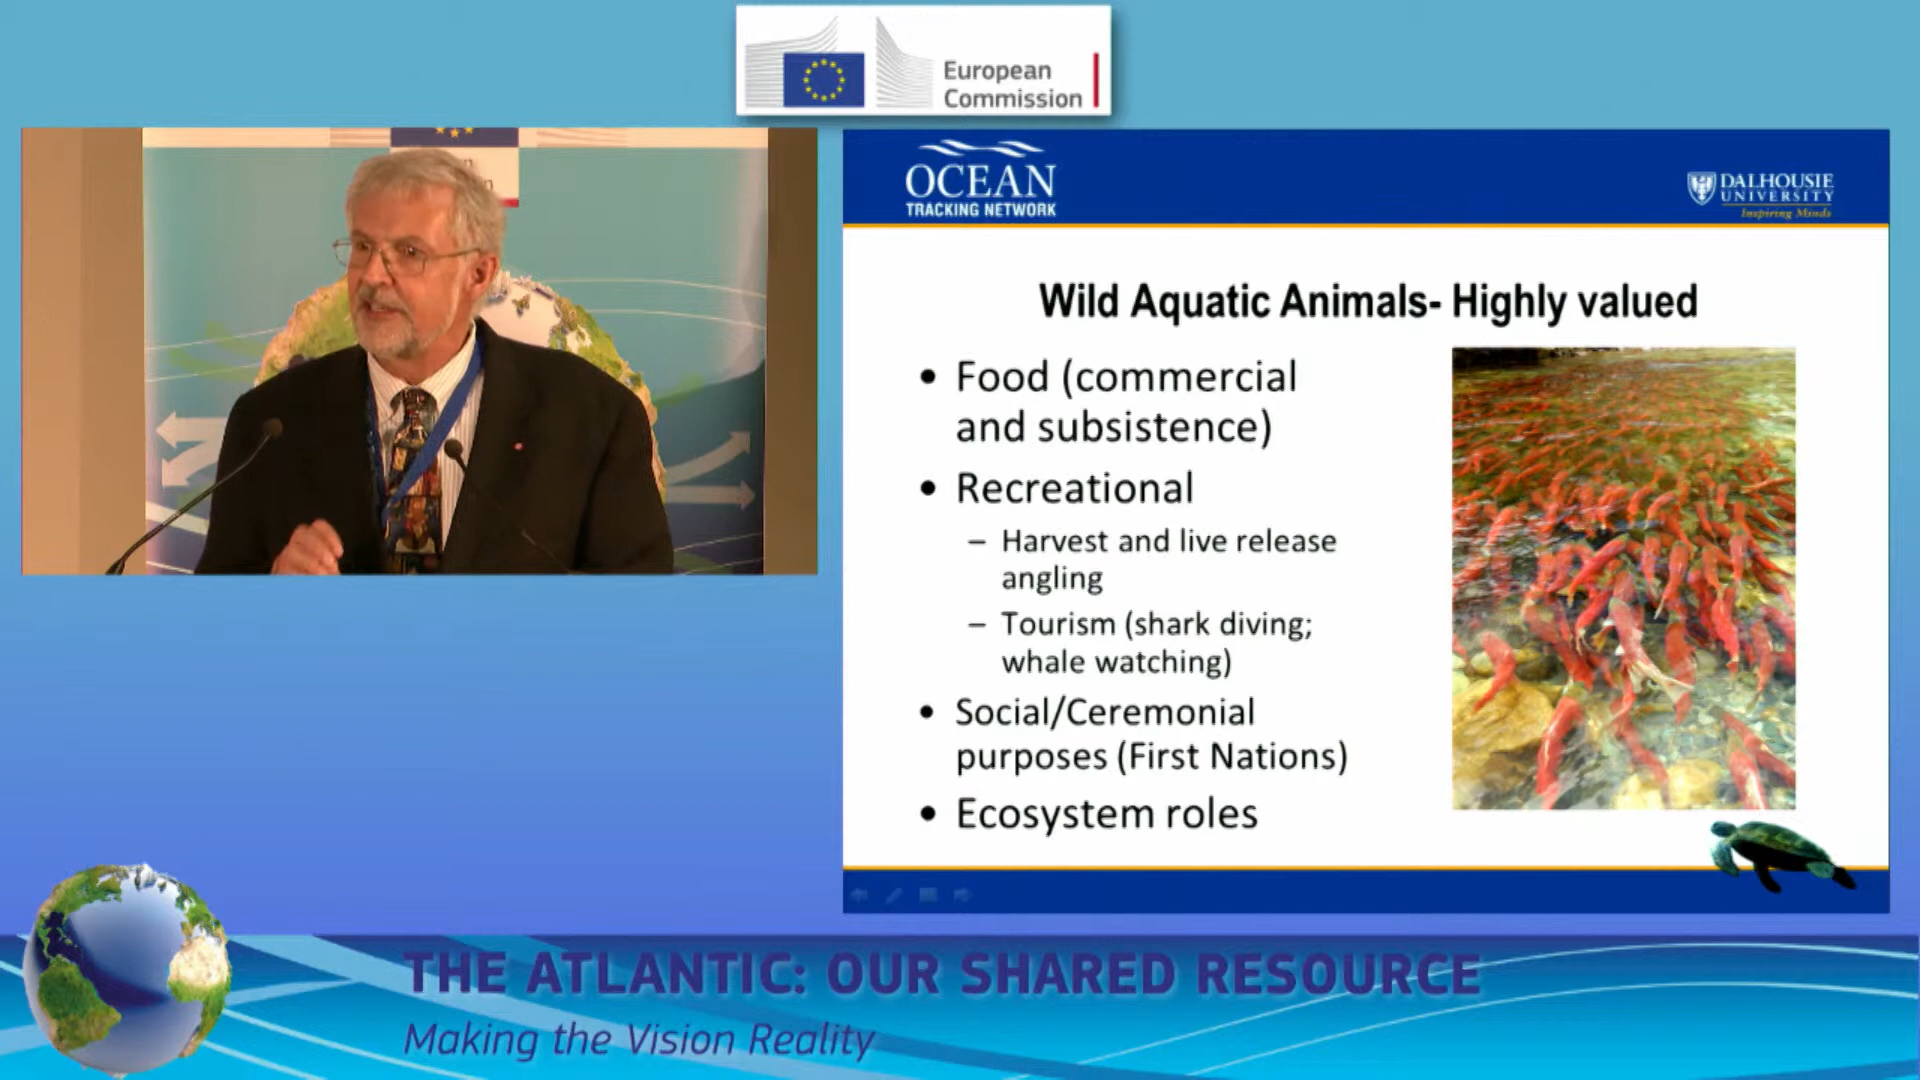 European
Commission
OCEAN
TRACKING NETWORK
DALHOUSIE
UNIVERSITY
Inspiring Minds
Wild Aquatic Animals- Highly valued
• Food (commercial
and subsistence)
• Recreational
– Harvest and live release
angling
– Tourism (shark diving;
whale watching)
• Social/Ceremonial
purposes (First Nations)
• Ecosystem roles
THE ATLANTIC: OUR SHARED RESOURCE
Making the Vision Reality